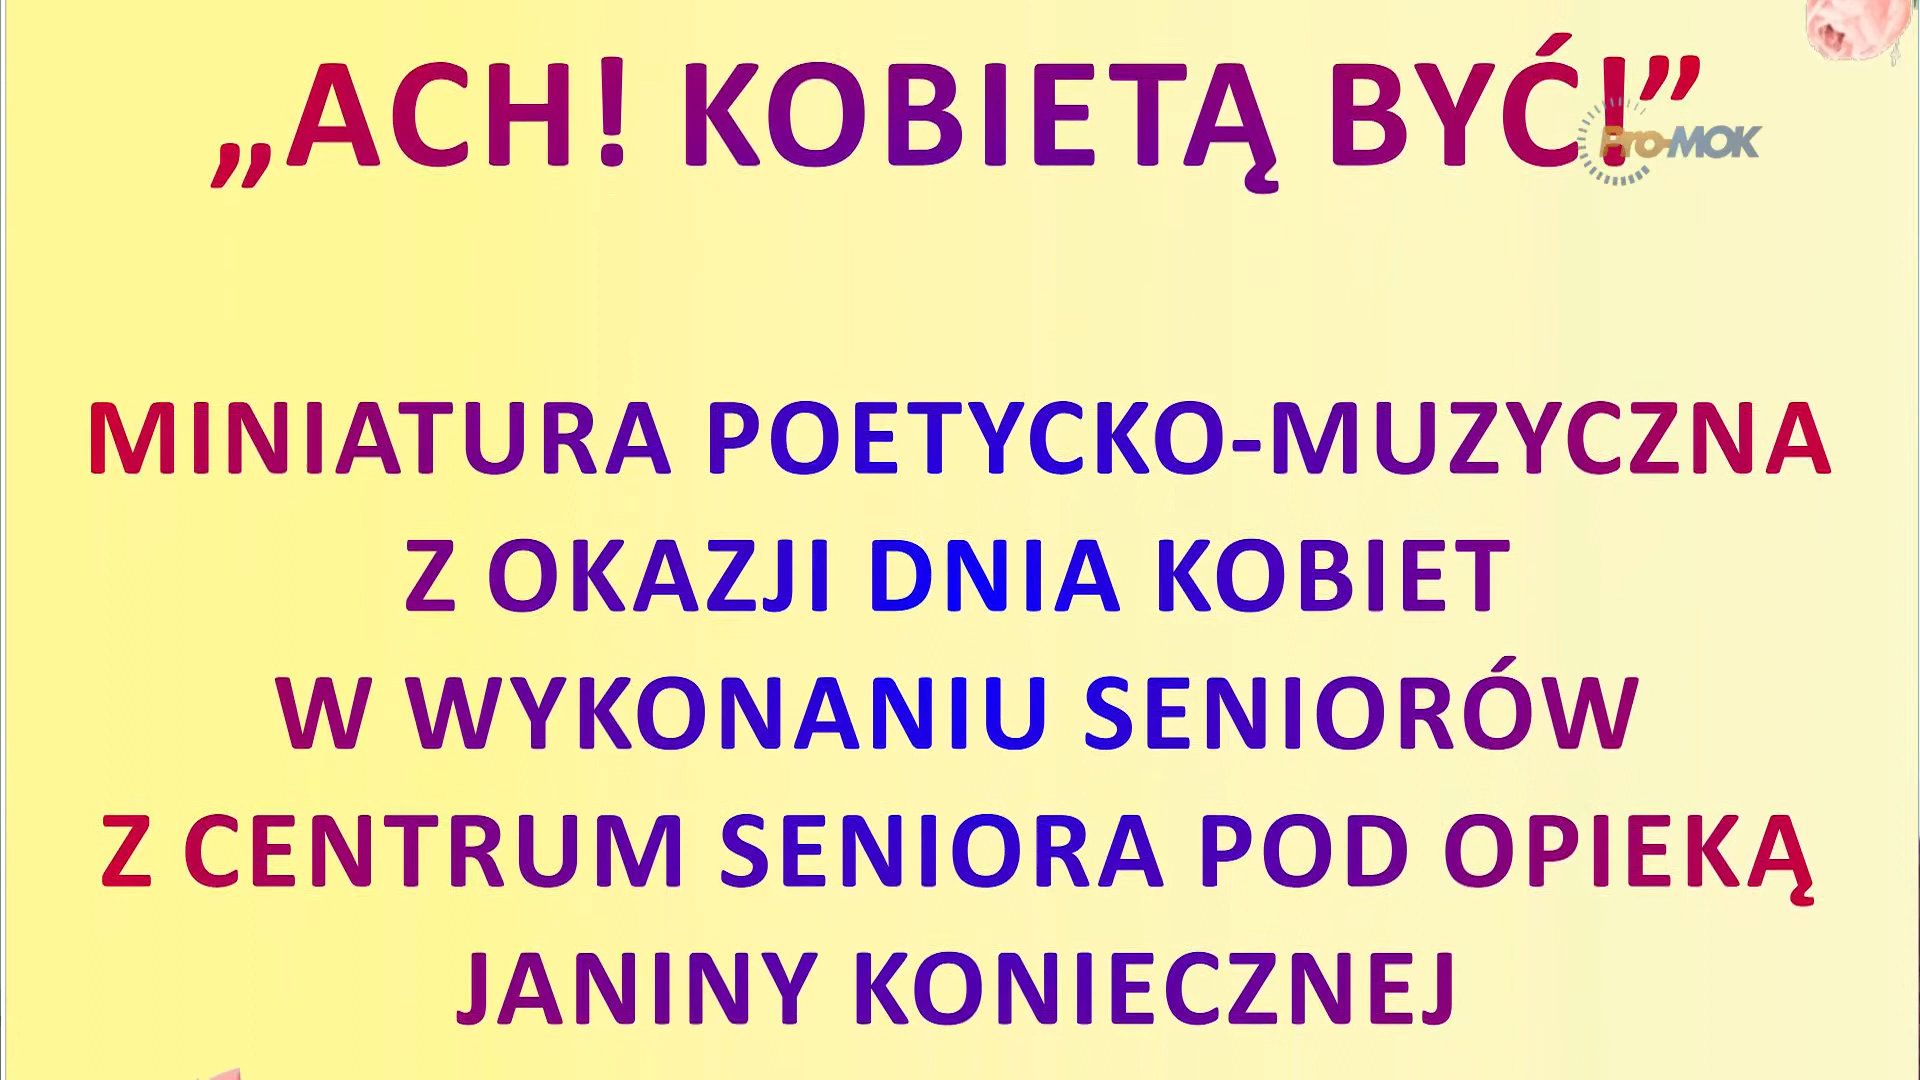 „ACH! KOBIETĄ BYĆ!”
Pro-MOK
MINIATURA POETYCKO-MUZYCZNA
Z OKAZJI DNIA KOBIET
W WYKONANIU SENIORÓW
Z CENTRUM SENIORA POD OPIEKĄ
JANINY KONIECZNEJ